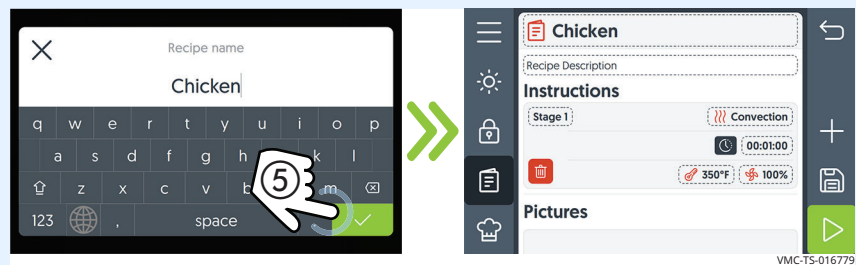 Recipe name
Chicken
q w e r t y u i o p
a s d f g h k l
z x c v b m
123 , space
5
Chicken
Recipe Description
Instructions
Stage 1 Convection
00:01:00
350°F 100%
Pictures
VMC-TS-016779